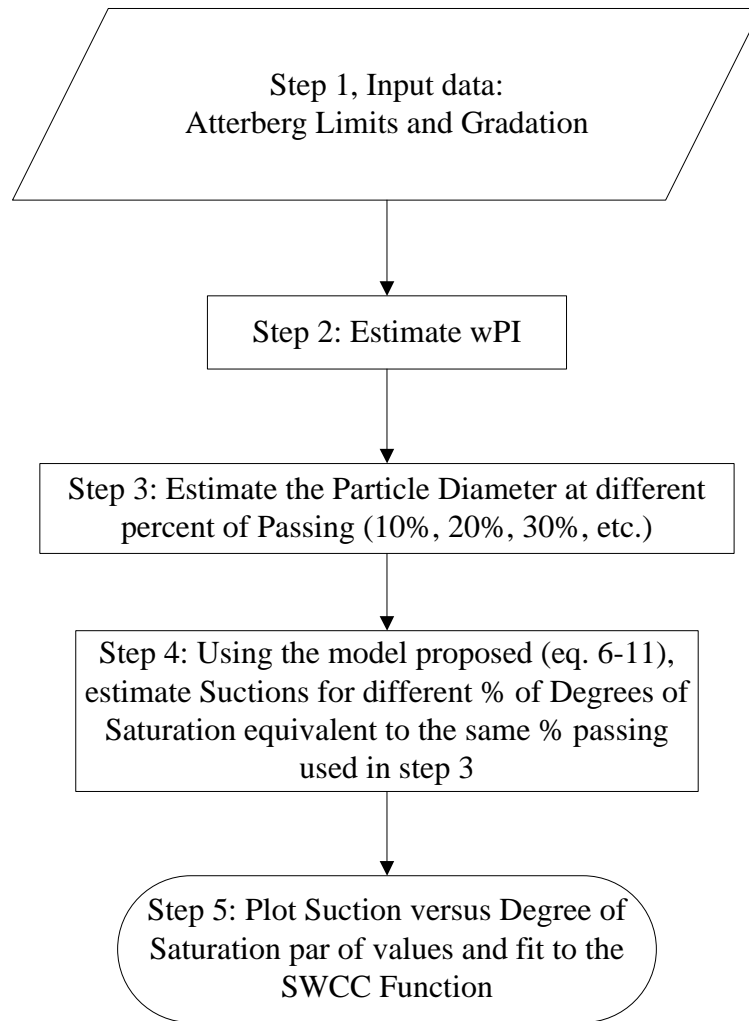 Step 1, Input data:
Atterberg Limits and Gradation
Step 2: Estimate wPI
Step 3: Estimate the Particle Diameter at different
percent of Passing (10%, 20%, 30%, etc.)
Step 4: Using the model proposed (eq. 6-11),
estimate Suctions for different % of Degrees of
Saturation equivalent to the same % passing
used in step 3
Step 5: Plot Suction versus Degree of
Saturation par of values and fit to the
SWCC Function